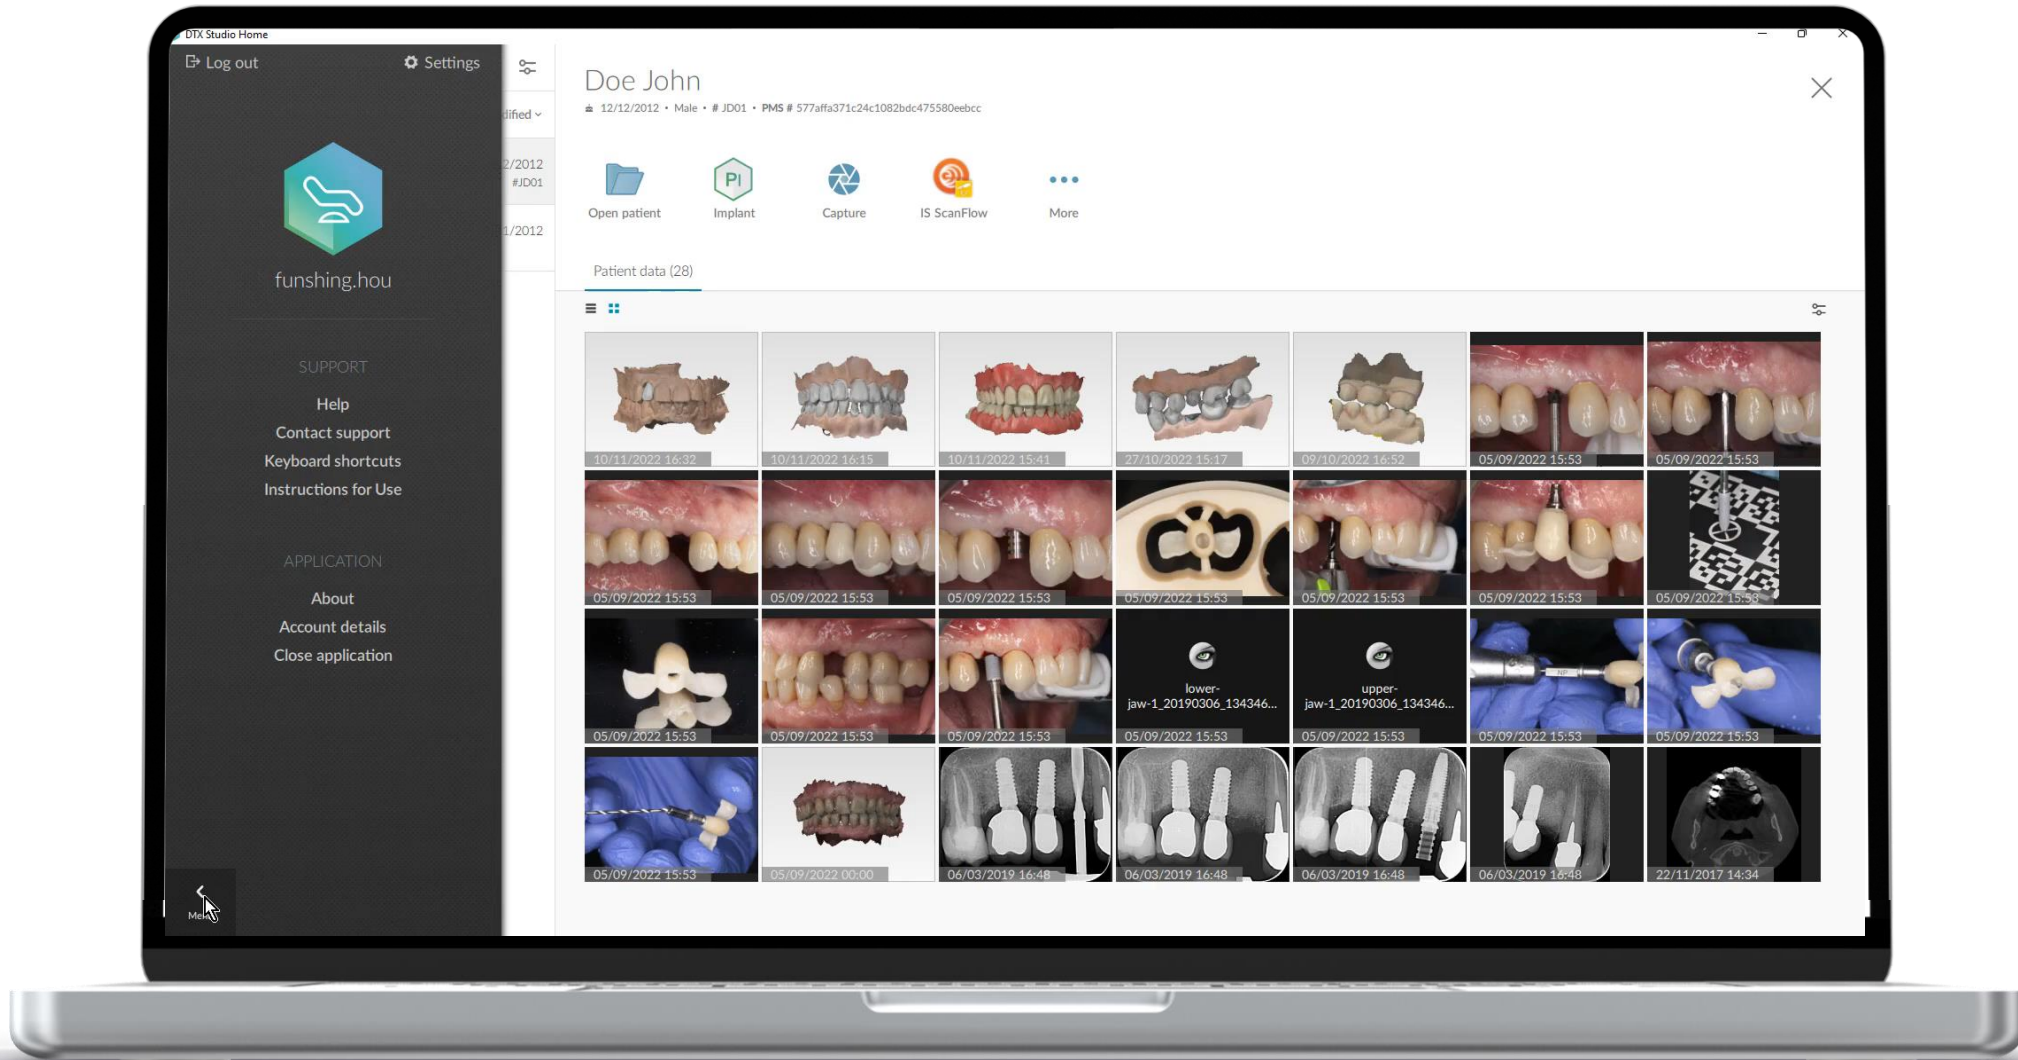 DTX Studio Home
Log out
Settings
funshing.hou
SUPPORT
Help
Contact support
Keyboard shortcuts
Instructions for Use
APPLICATION
About
Account details
Close application
dified
2/2012
#JD01
1/2012
Doe John
12/12/2012 • Male • # JD01 • PMS # 577affa371c24c1082bdc475580eebcc
PI
Open patient
Implant
Capture
IS ScanFlow
More
Patient data (28)
10/11/2022 16:32
10/11/2022 16:15
10/11/2022 15:41
27/10/2022 15:17
09/10/2022 16:52
05/09/2022 15:53
05/09/2022 15:53
05/09/2022 15:53
05/09/2022 15:53
05/09/2022 15:53
05/09/2022 15:53
05/09/2022 15:53
05/09/2022 15:53
05/09/2022 15:53
lower-
jaw-1_20190306_134346...
upper-
jaw-1_20190306_134346...
NP
05/09/2022 15:53
05/09/2022 15:53
05/09/2022 15:53
05/09/2022 15:53
05/09/2022 15:53
05/09/2022 15:53
05/09/2022 15:53
05/09/2022 15:53
05/09/2022 00:00
06/03/2019 16:48
06/03/2019 16:48
06/03/2019 16:48
06/03/2019 16:48
22/11/2017 14:34